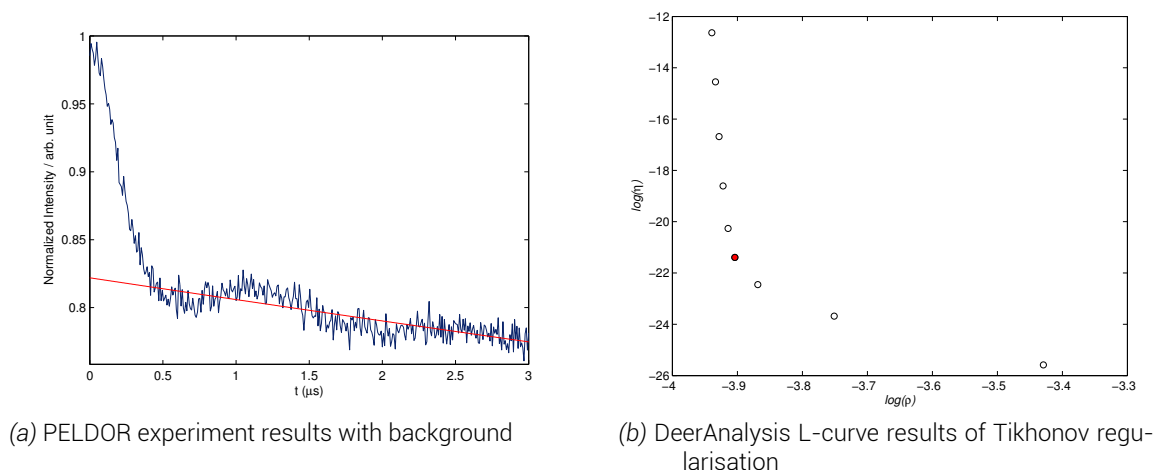 1
0.95
0.9
0.85
0.8
Normalized Intensity / arb. unit
0 0.5 1 1.5 2 2.5 3
t (μs)
(a) PELDOR experiment results with background
−12
−14
−16
−18
−20
−22
−24
−26
log(η)
−4 −3.9 −3.8 −3.7 −3.6 −3.5 −3.4 −3.3
log(ρ)
(b) DeerAnalysis L-curve results of Tikhonov regu-
larisation